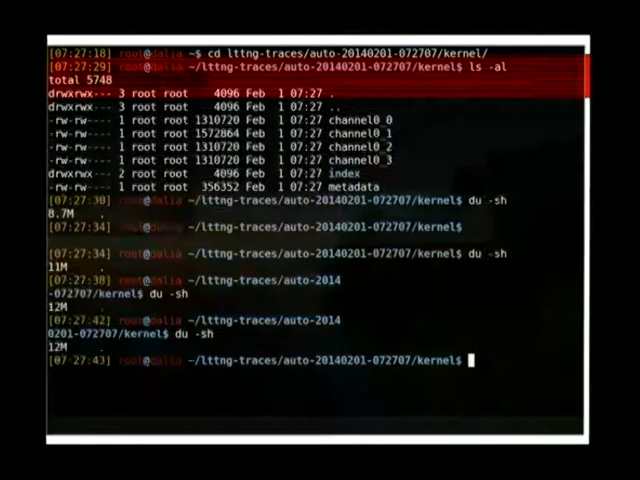 [07:27:18] root@dalia ~$ cd lttng-traces/auto-20140201-072707/kernel/
[07:27:29] root@dalia ~/lttng-traces/auto-20140201-072707/kernel$ ls -al
total 5748
drwxrwx--- 3 root root 4096 Feb 1 07:27 .
drwxrwx--- 3 root root 4096 Feb 1 07:27 ..
-rw-rw---- 1 root root 1310720 Feb 1 07:27 channel0_0
-rw-rw---- 1 root root 1572864 Feb 1 07:27 channel0_1
-rw-rw---- 1 root root 1310720 Feb 1 07:27 channel0_2
-rw-rw---- 1 root root 1310720 Feb 1 07:27 channel0_3
drwxrwx--- 2 root root 4096 Feb 1 07:27 index
-rw-rw---- 1 root root 356352 Feb 1 07:27 metadata
[07:27:30] root@dalia ~/lttng-traces/auto-20140201-072707/kernel$ du -sh
8.7M .
[07:27:34] root@dalia ~/lttng-traces/auto-20140201-072707/kernel$
[07:27:34] root@dalia ~/lttng-traces/auto-20140201-072707/kernel$ du -sh
11M .
[07:27:38] root@dalia ~/lttng-traces/auto-2014
-072707/kernel$ du -sh
12M .
[07:27:42] root@dalia ~/lttng-traces/auto-2014
0201-072707/kernel$ du -sh
12M .
[07:27:43] root@dalia ~/lttng-traces/auto-20140201-072707/kernel$